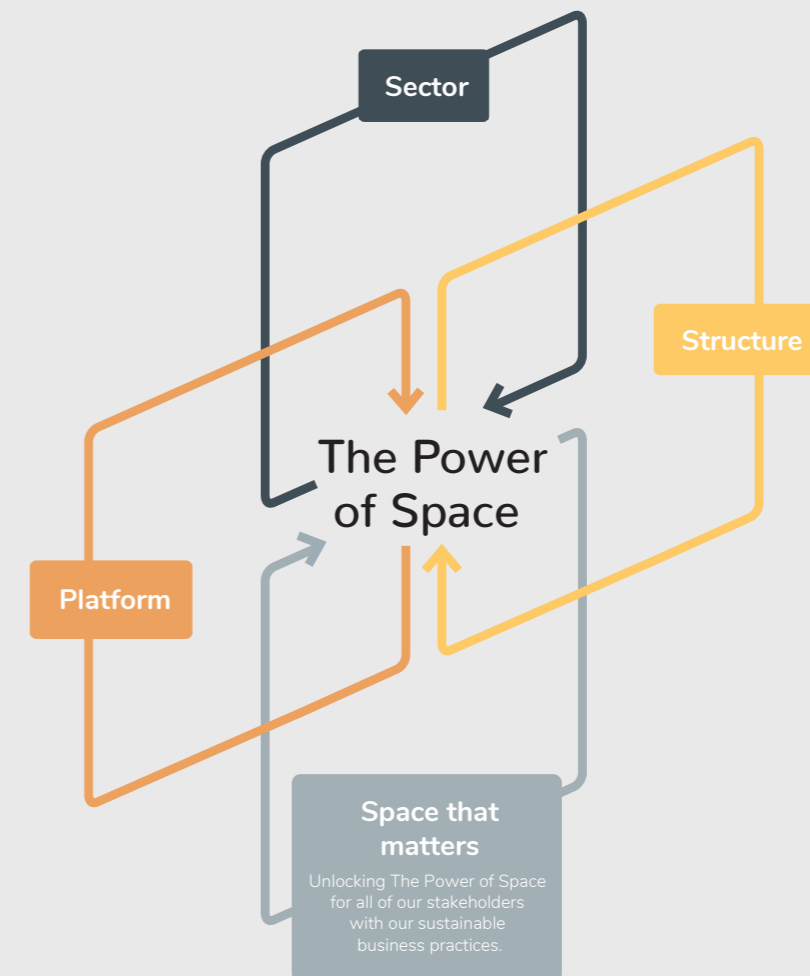 Sector
Structure
The Power
of Space
Platform
Space that
matters
Unlocking The Power of Space
for all of our stakeholders
with our sustainable
business practices.